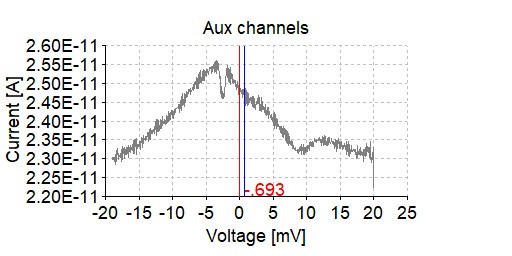 Aux channels
Current [A]
2.60E-11
2.55E-11
2.50E-11
2.45E-11
2.40E-11
2.35E-11
2.30E-11
2.25E-11
2.20E-11
-.693
-20 -15 -10 -5 0 5 10 15 20 25
Voltage [mV]